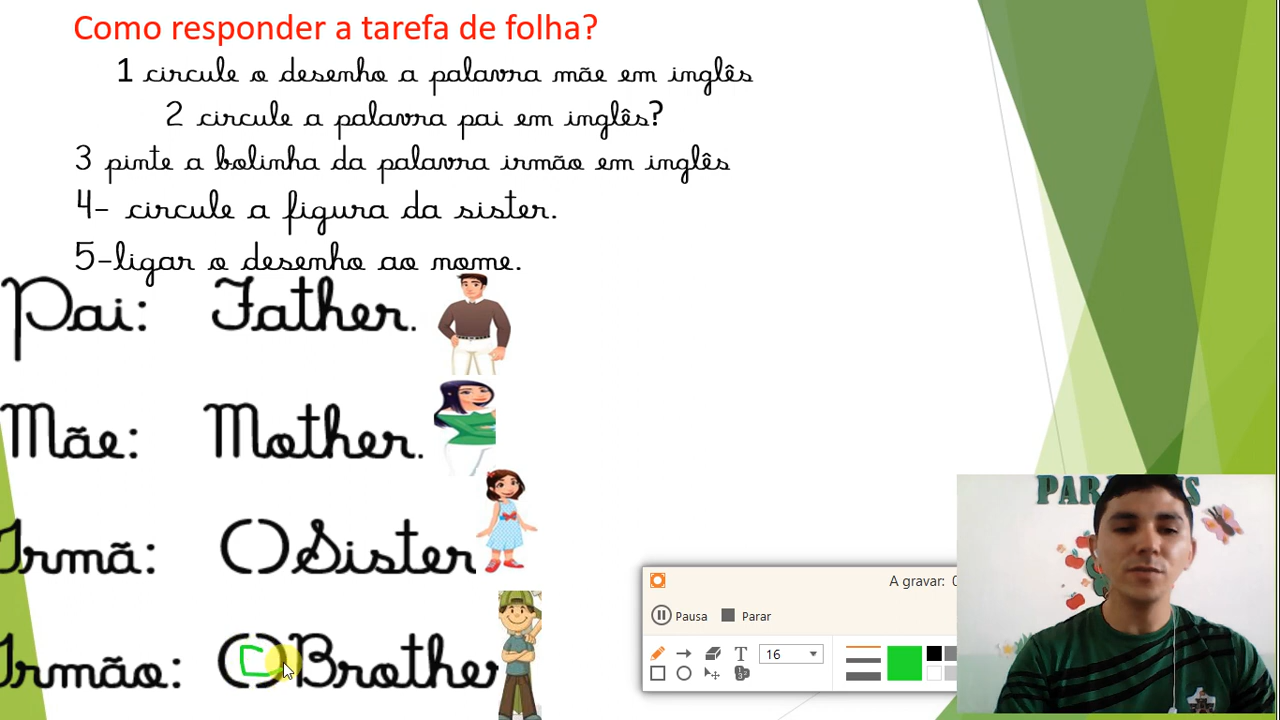 Como responder a tarefa de folha?
1 circule o desenho a palavra mãe em inglês
2 circule a palavra pai em inglês?
3 pinte a bolinha da palavra irmão em inglês
4- circule a figura da sister.
5-ligar o desenho ao nome.
Pai: Father.
Mãe: Mother.
Irmã: ()Sister
Irmão: ()Brother
A gravar: 0
Pausa Parar
T 16